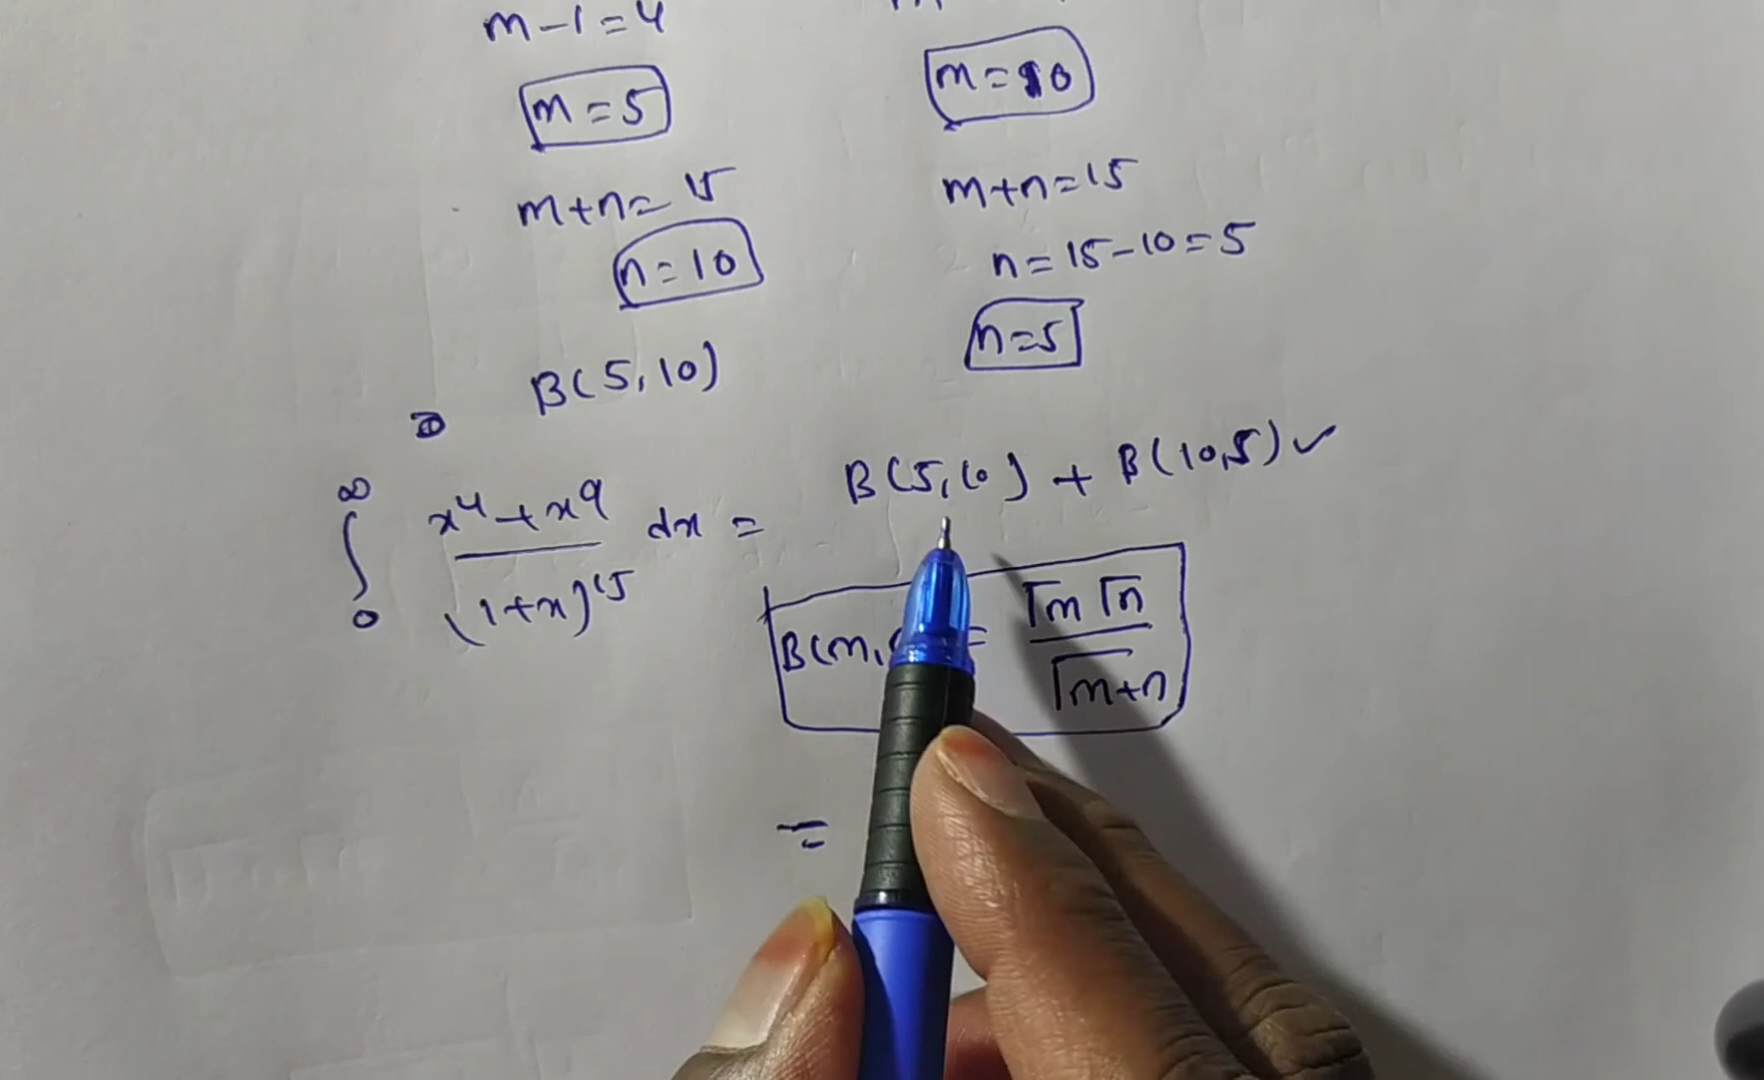 m-1=4
m=5
m+n=15
n=10
B(5,10)
m=10
m+n=15
n=15-10=5
n=5
∞
∫ x⁴+x⁹ / (1+x)¹⁵ dx = B(5,10) + B(10,5) ✓
0
B(m, = Γm Γn / Γm+n
=